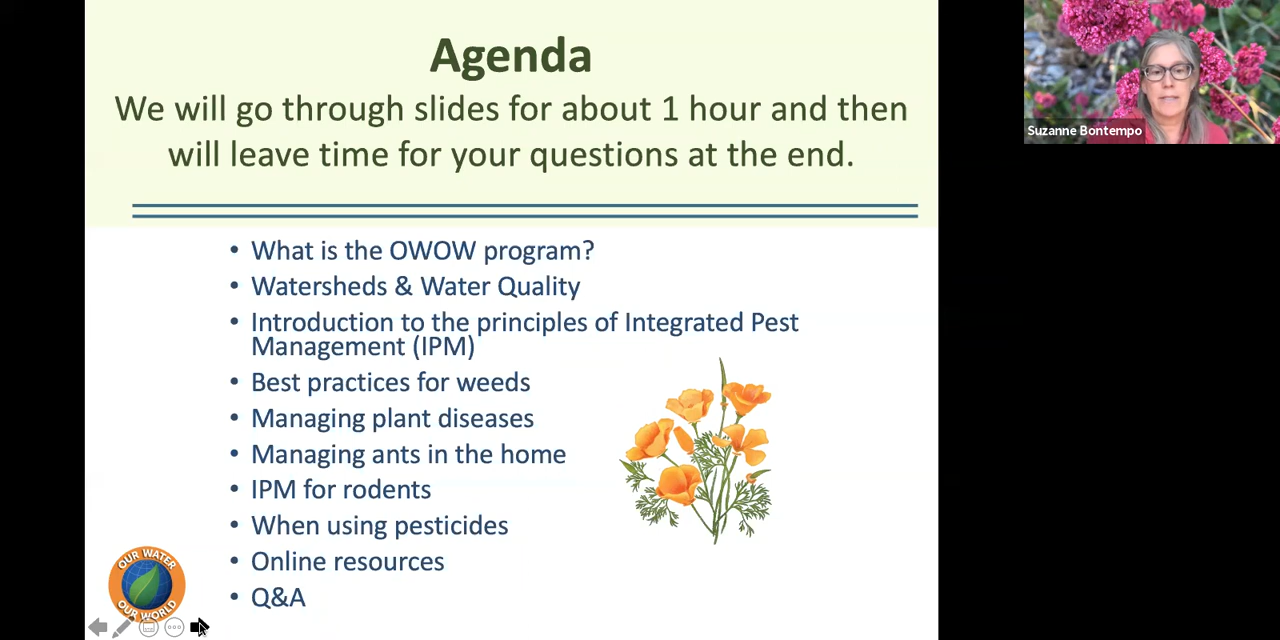 Agenda
We will go through slides for about 1 hour and then
will leave time for your questions at the end.
Suzanne Bontempo
• What is the OWOW program?
• Watersheds & Water Quality
• Introduction to the principles of Integrated Pest
Management (IPM)
• Best practices for weeds
• Managing plant diseases
• Managing ants in the home
• IPM for rodents
• When using pesticides
• Online resources
• Q&A
OUR WATER
OUR WORLD